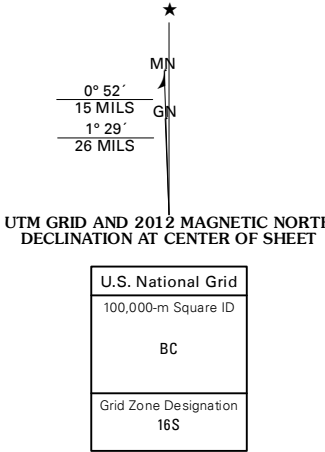 ★
MN
0° 52´
15 MILS
GN
1° 29´
26 MILS
UTM GRID AND 2012 MAGNETIC NORTH
DECLINATION AT CENTER OF SHEET
U.S. National Grid
100,000-m Square ID
BC
Grid Zone Designation
16S